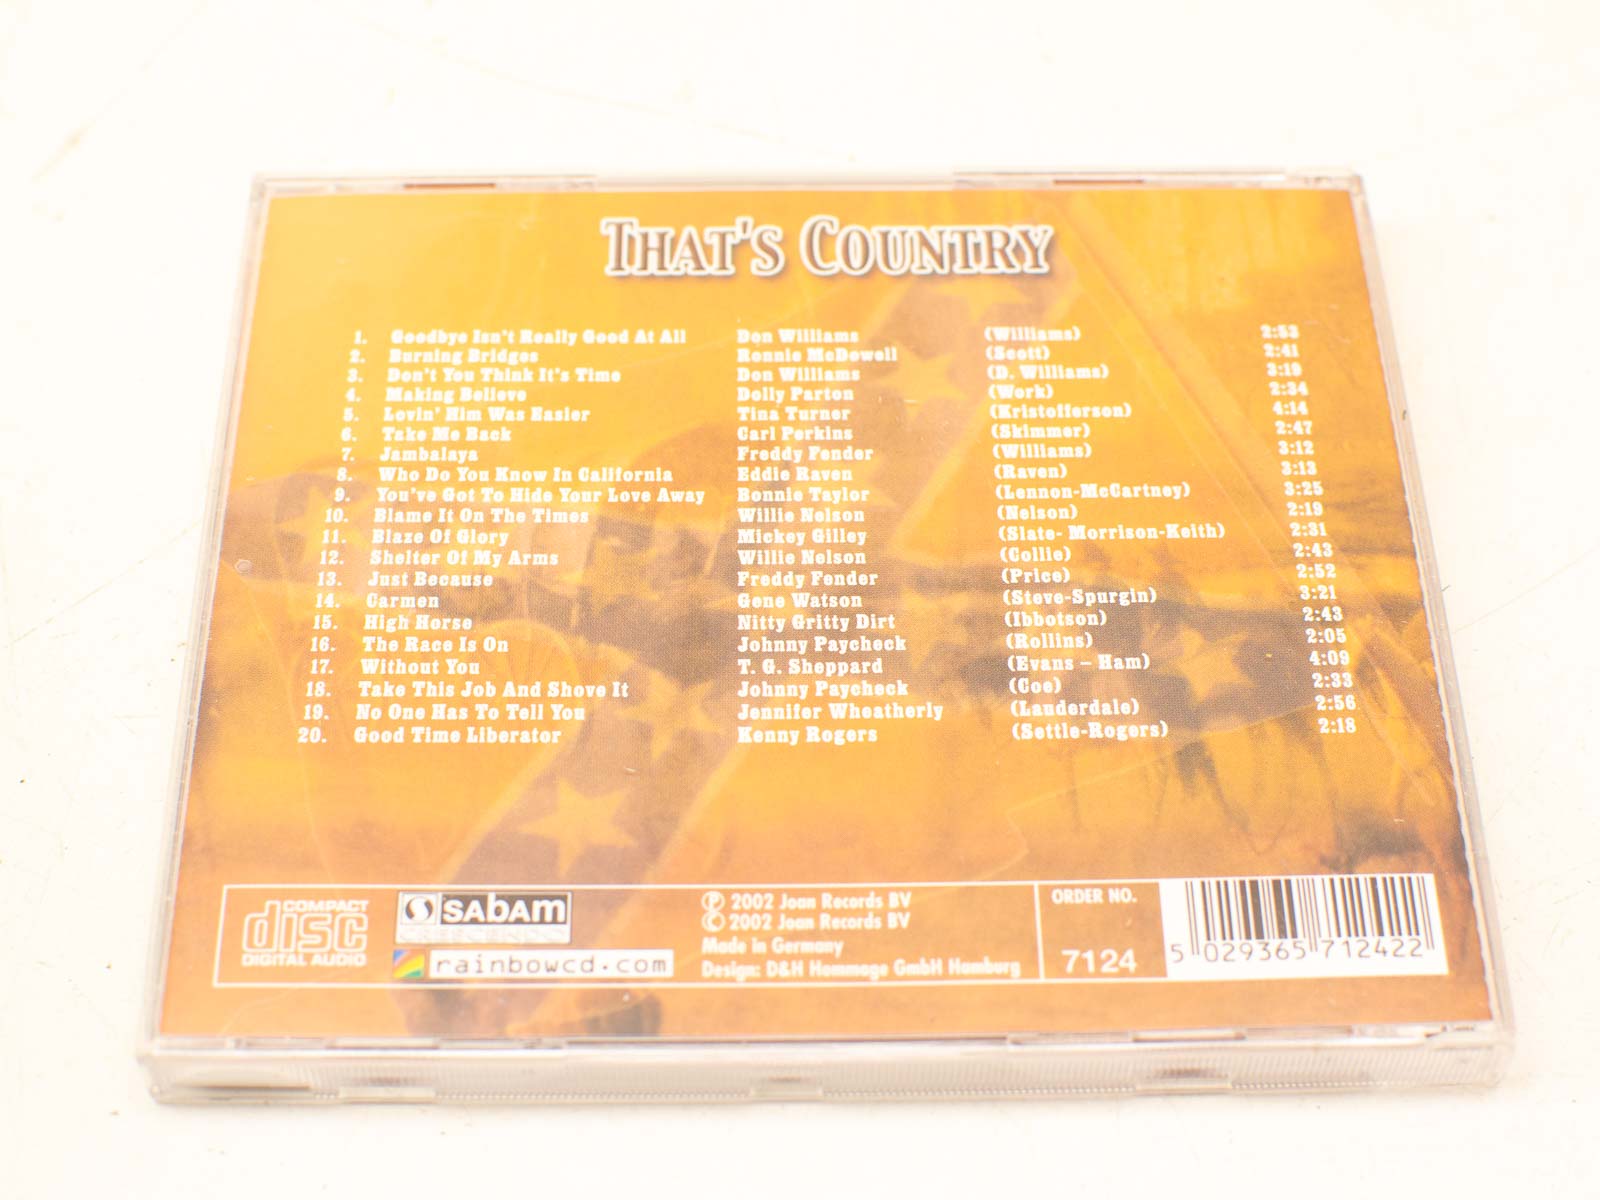 THAT'S COUNTRY
1. Goodbye Isn't Really Good At All Don Williams (Williams) 2:53
2. Burning Bridges Ronnie McDowell (Scott) 2:41
3. Don't You Think It's Time Don Williams (D. Williams) 3:19
4. Making Believe Dolly Parton (Work) 2:34
5. Lovin' Him Was Easier Tina Turner (Kristofferson) 4:14
6. Take Me Back Carl Perkins (Skimmer) 2:47
7. Jambalaya Freddy Fender (Williams) 3:12
8. Who Do You Know In California Eddie Raven (Raven) 3:13
9. You've Got To Hide Your Love Away Bonnie Taylor (Lennon-McCartney) 3:25
10. Blame It On The Times Willie Nelson (Nelson) 2:19
11. Blaze Of Glory Mickey Gilley (Slate- Morrison-Keith) 2:31
12. Shelter Of My Arms Willie Nelson (Collie) 2:43
13. Just Because Freddy Fender (Price) 2:52
14. Carmen Gene Watson (Steve-Spurgin) 3:21
15. High Horse Nitty Gritty Dirt (Ibbotson) 2:43
16. The Race Is On Johnny Paycheck (Rollins) 2:05
17. Without You T. G. Sheppard (Evans – Ham) 4:09
18. Take This Job And Shove It Johnny Paycheck (Coe) 2:33
19. No One Has To Tell You Jennifer Wheatherly (Lauderdale) 2:56
20. Good Time Liberator Kenny Rogers (Settle-Rogers) 2:18
COMPACT
disc
DIGITAL AUDIO
sabam
CRESCENDO
rainbowcd.com
℗ 2002 Joan Records BV
© 2002 Joan Records BV
Made in Germany
Design: D&H Hommage GmbH Hamburg
ORDER NO.
7124
5 029365 712422